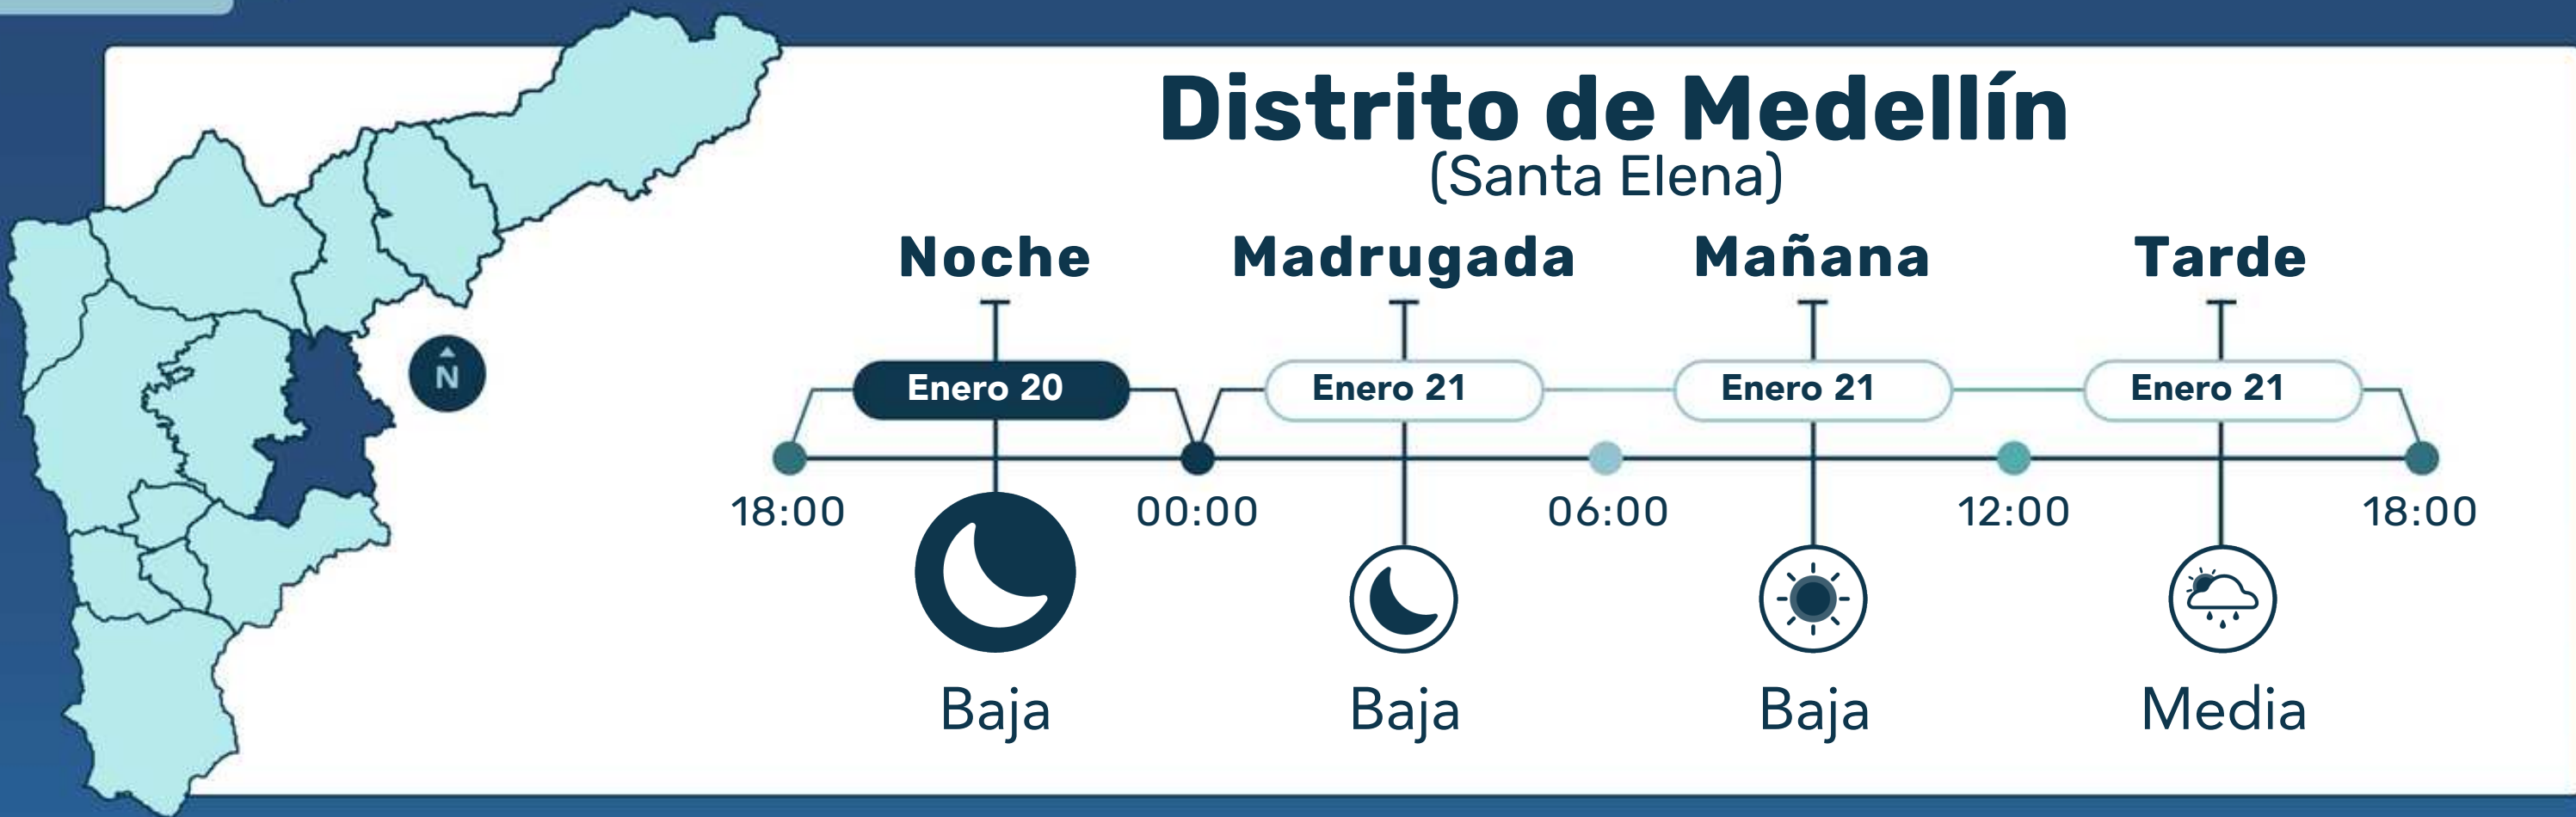 Distrito de Medellín
(Santa Elena)
Noche Madrugada Mañana Tarde
Enero 20 Enero 21 Enero 21 Enero 21
N
18:00 00:00 06:00 12:00 18:00
Baja Baja Baja Media